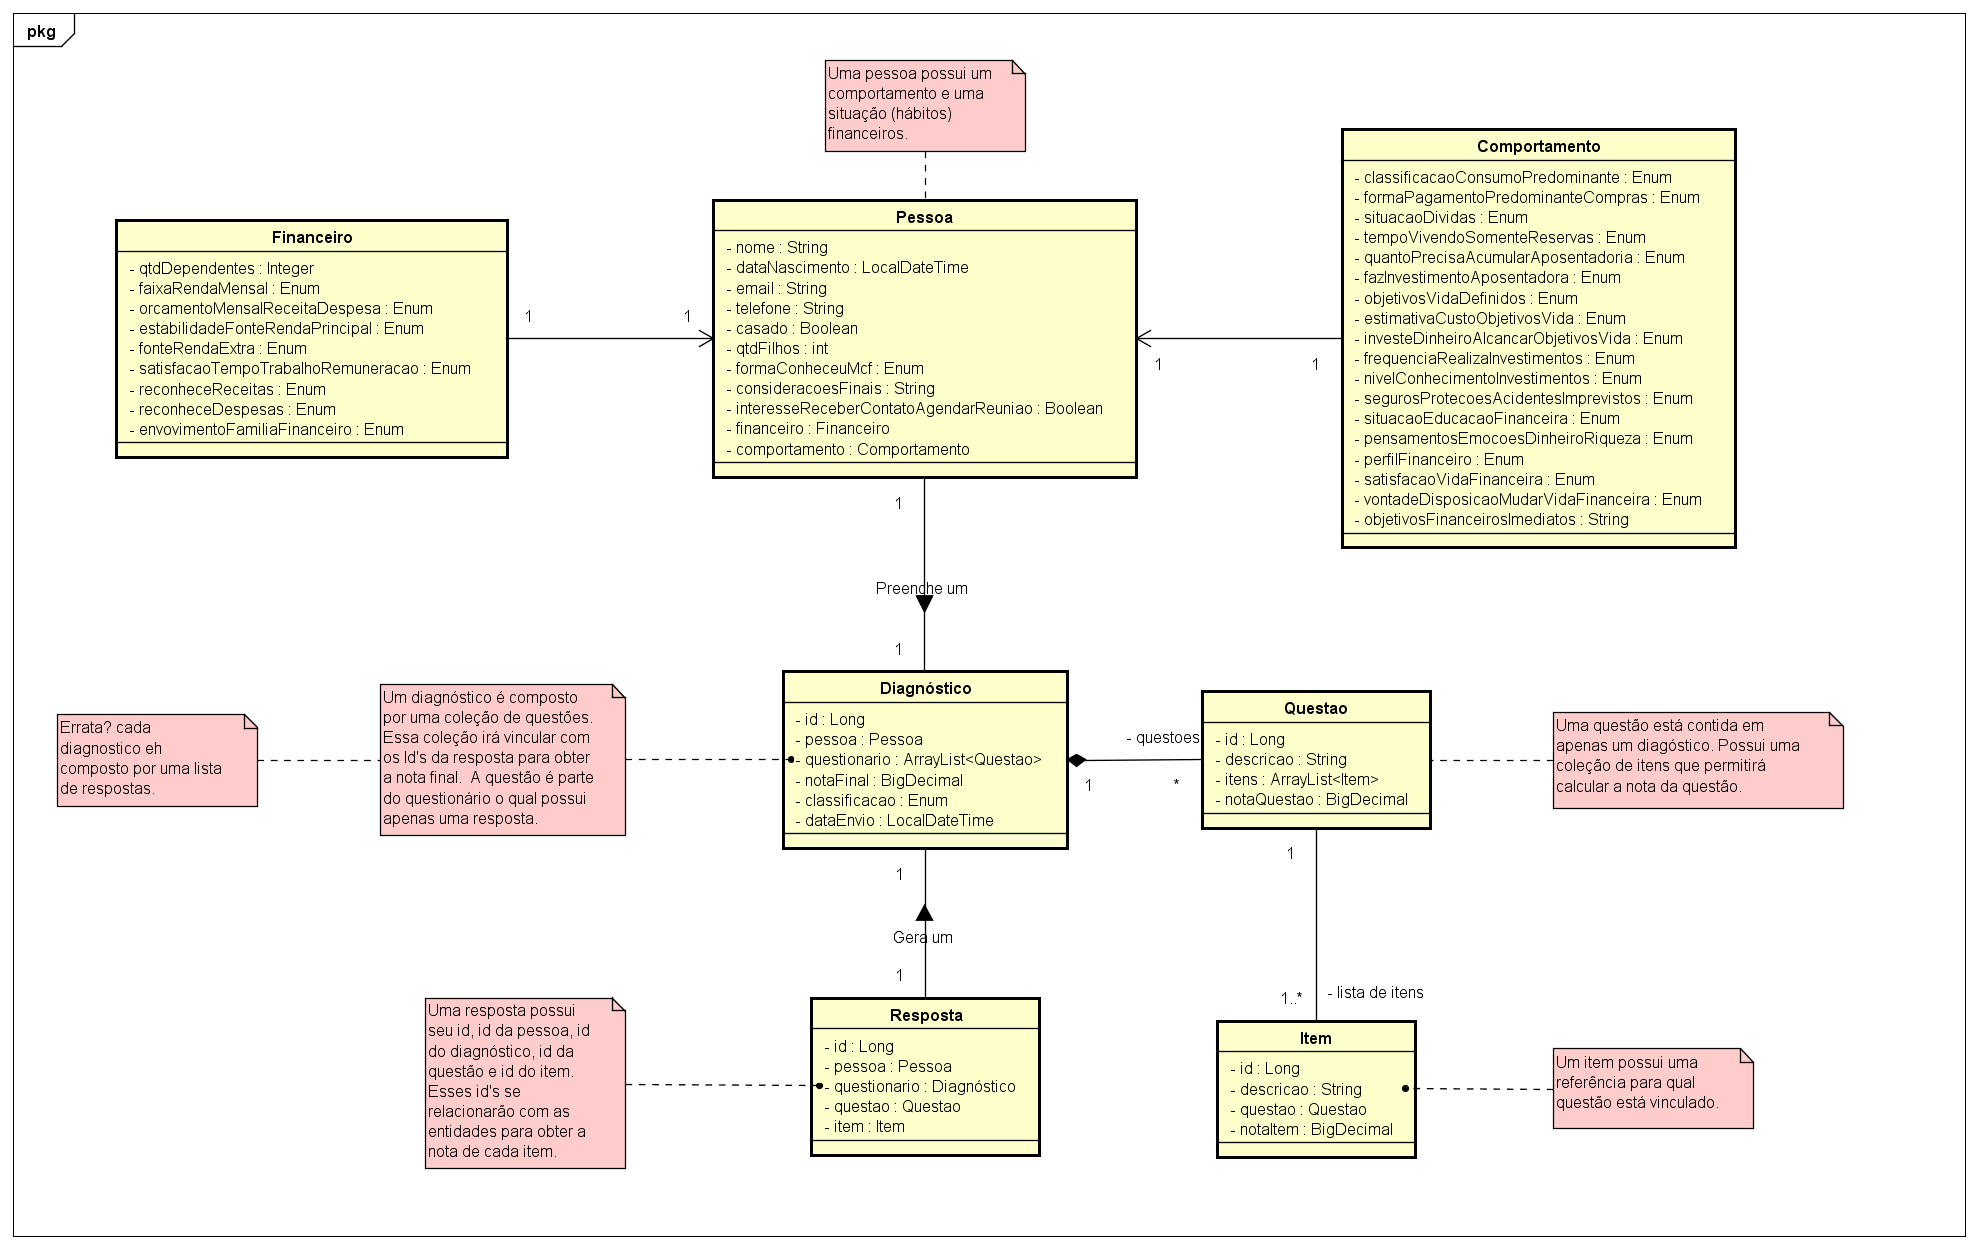 pkg
Uma pessoa possui um
comportamento e uma
situação (hábitos)
financeiros.
Financeiro
- qtdDependentes : Integer
- faixaRendaMensal : Enum
- orcamentoMensalReceitaDespesa : Enum
- estabilidadeFonteRendaPrincipal : Enum
- fonteRendaExtra : Enum
- satisfacaoTempoTrabalhoRemuneracao : Enum
- reconheceReceitas : Enum
- reconheceDespesas : Enum
- envovimentoFamiliaFinanceiro : Enum
1
1
Pessoa
- nome : String
- dataNascimento : LocalDateTime
- email : String
- telefone : String
- casado : Boolean
- qtdFilhos : int
- formaConheceuMcf : Enum
- consideracoesFinais : String
- interesseReceberContatoAgendarReuniao : Boolean
- financeiro : Financeiro
- comportamento : Comportamento
1
1
Comportamento
- classificacaoConsumoPredominante : Enum
- formaPagamentoPredominanteCompras : Enum
- situacaoDividas : Enum
- tempoVivendoSomenteReservas : Enum
- quantoPrecisaAcumularAposentadoria : Enum
- fazInvestimentoAposentadora : Enum
- objetivosVidaDefinidos : Enum
- estimativaCustoObjetivosVida : Enum
- investeDinheiroAlcancarObjetivosVida : Enum
- frequenciaRealizaInvestimentos : Enum
- nivelConhecimentoInvestimentos : Enum
- segurosProtecoesAcidentesImprevistos : Enum
- situacaoEducacaoFinanceira : Enum
- pensamentosEmocoesDinheiroRiqueza : Enum
- perfilFinanceiro : Enum
- satisfacaoVidaFinanceira : Enum
- vontadeDisposicaoMudarVidaFinanceira : Enum
- objetivosFinanceirosImediatos : String
1
Preenche um
1
Errata? cada
diagnostico eh
composto por uma lista
de respostas.
Um diagnóstico é composto
por uma coleção de questões.
Essa coleção irá vincular com
os Id's da resposta para obter
a nota final.  A questão é parte
do questionário o qual possui
apenas uma resposta.
Diagnóstico
- id : Long
- pessoa : Pessoa
- questionario : ArrayList<Questao>
- notaFinal : BigDecimal
- classificacao : Enum
- dataEnvio : LocalDateTime
- questoes
1
*
Questao
- id : Long
- descricao : String
- itens : ArrayList<Item>
- notaQuestao : BigDecimal
Uma questão está contida em
apenas um diagóstico. Possui uma
coleção de itens que permitirá
calcular a nota da questão.
1
Gera um
1
1
1..*
- lista de itens
Uma resposta possui
seu id, id da pessoa, id
do diagnóstico, id da
questão e id do item.
Esses id's se
relacionarão com as
entidades para obter a
nota de cada item.
Resposta
- id : Long
- pessoa : Pessoa
- questionario : Diagnóstico
- questao : Questao
- item : Item
Item
- id : Long
- descricao : String
- questao : Questao
- notaItem : BigDecimal
Um item possui uma
referência para qual
questão está vinculado.